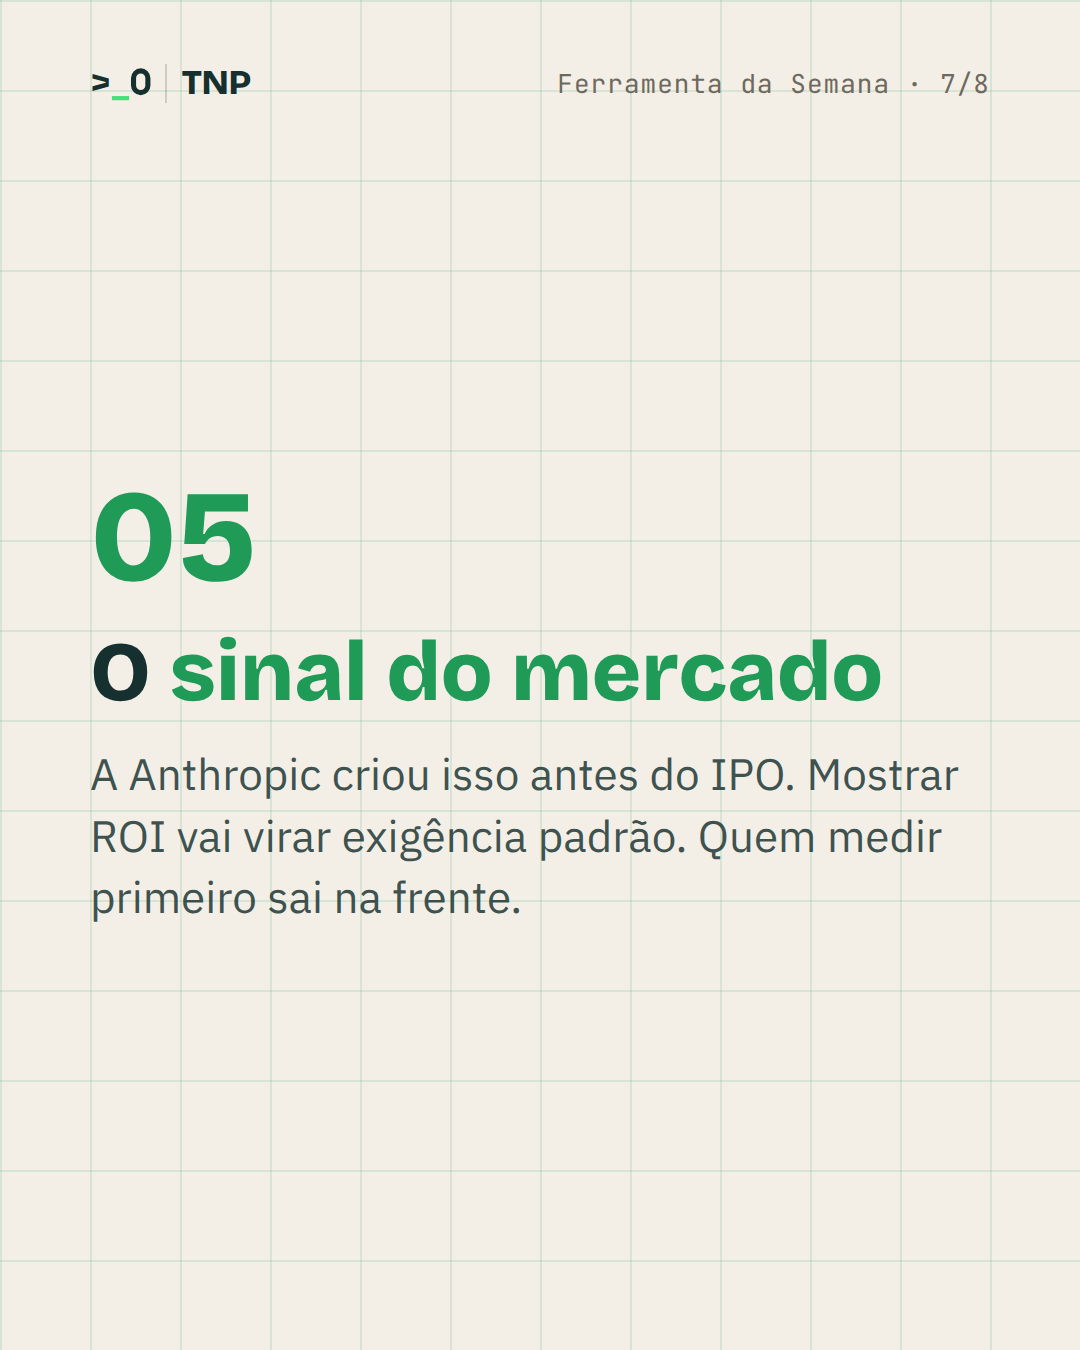 >_O | TNP
Ferramenta da Semana · 7/8
05
O sinal do mercado
A Anthropic criou isso antes do IPO. Mostrar
ROI vai virar exigência padrão. Quem medir
primeiro sai na frente.